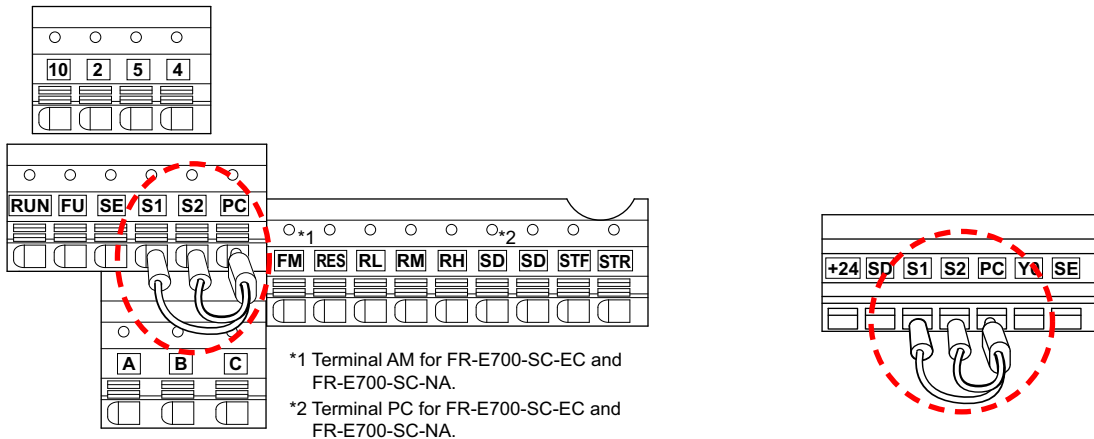 10 2 5 4
RUN FU SE S1 S2 PC
*1 *2
FM RES RL RM RH SD SD STF STR
A B C
*1 Terminal AM for FR-E700-SC-EC and
FR-E700-SC-NA.
*2 Terminal PC for FR-E700-SC-EC and
FR-E700-SC-NA.
+24 SD S1 S2 PC Y0 SE